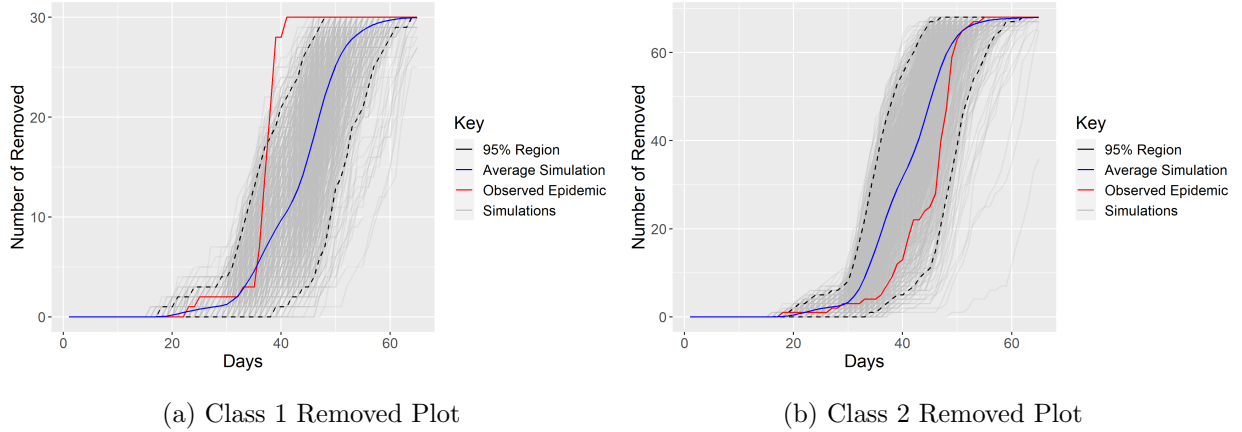 Number of Removed
30
20
10
0
0
20
40
60
Days
Key
95% Region
Average Simulation
Observed Epidemic
Simulations
(a) Class 1 Removed Plot
Number of Removed
60
40
20
0
0
20
40
60
Days
Key
95% Region
Average Simulation
Observed Epidemic
Simulations
(b) Class 2 Removed Plot